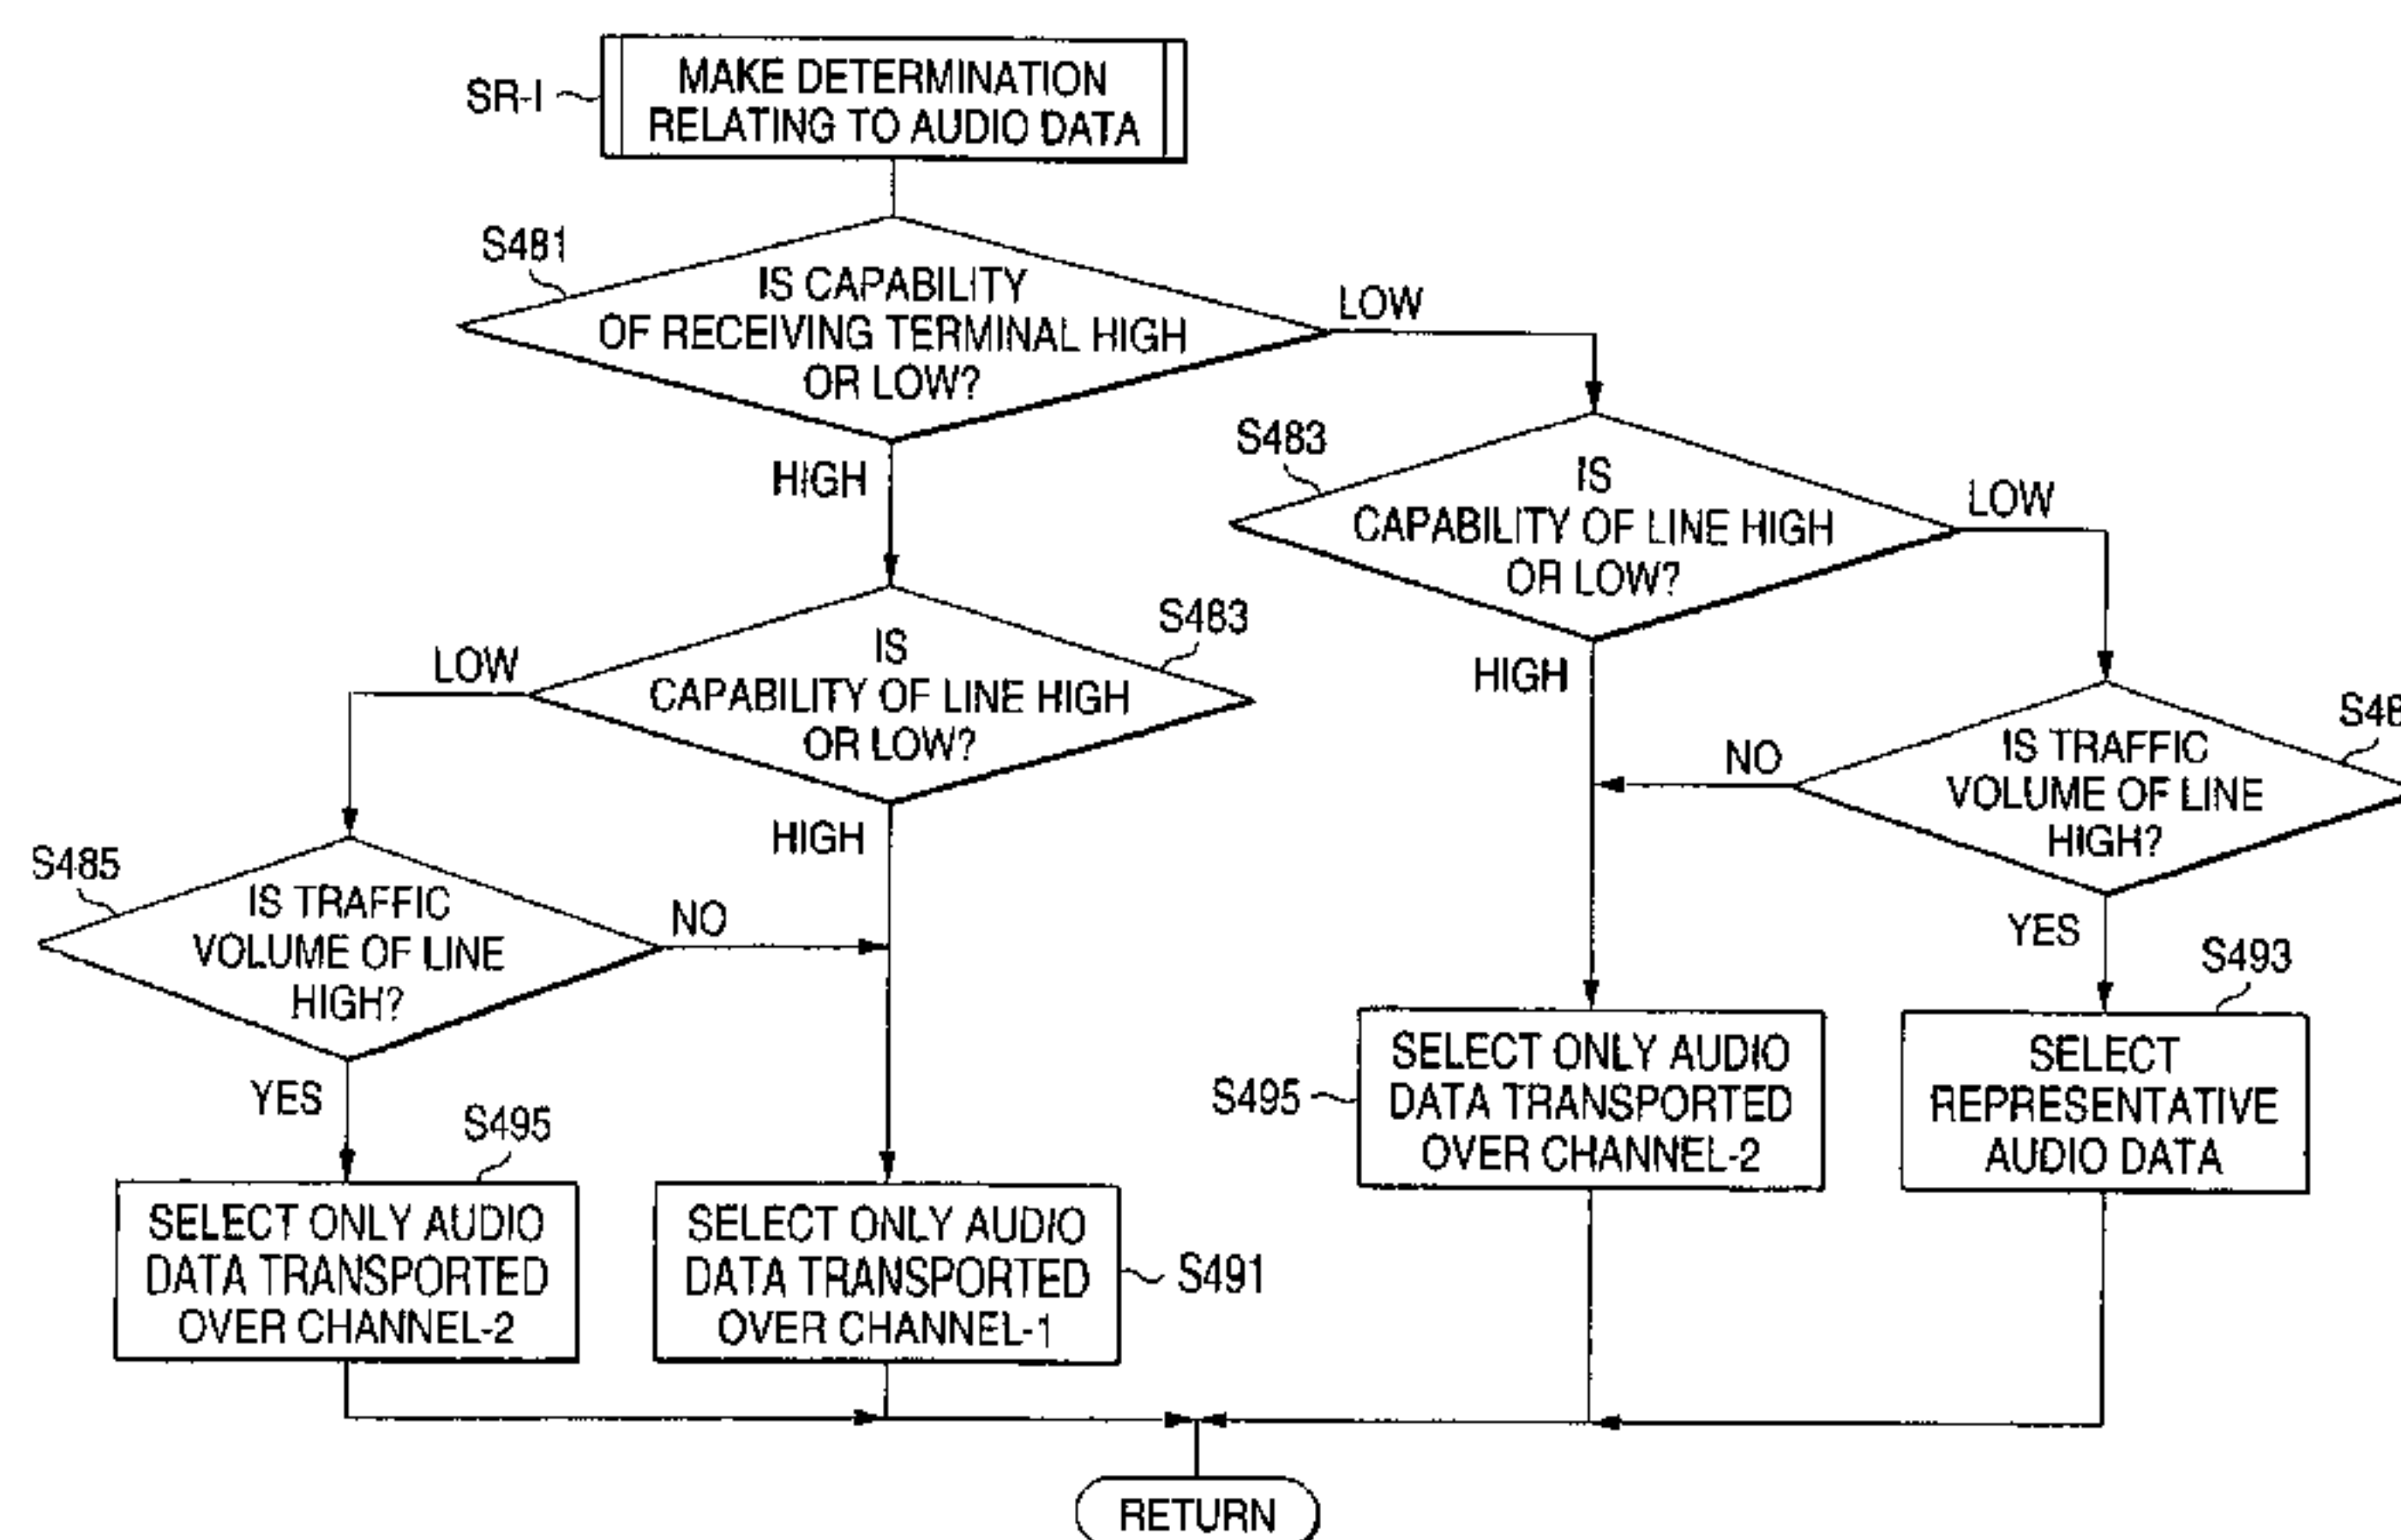 SR-I
MAKE DETERMINATION
RELATING TO AUDIO DATA
S481
IS CAPABILITY
OF RECEIVING TERMINAL HIGH
OR LOW?
LOW
HIGH
S483
IS
CAPABILITY OF LINE HIGH
OR LOW?
LOW
HIGH
S483
IS
CAPABILITY OF LINE HIGH
OR LOW?
LOW
HIGH
IS TRAFFIC
VOLUME OF LINE
HIGH?
NO
YES
S485
IS TRAFFIC
VOLUME OF LINE
HIGH?
NO
YES
S493
SELECT
REPRESENTATIVE
AUDIO DATA
S495
SELECT ONLY AUDIO
DATA TRANSPORTED
OVER CHANNEL-2
S495
SELECT ONLY AUDIO
DATA TRANSPORTED
OVER CHANNEL-2
SELECT ONLY AUDIO
DATA TRANSPORTED
OVER CHANNEL-1
S491
RETURN